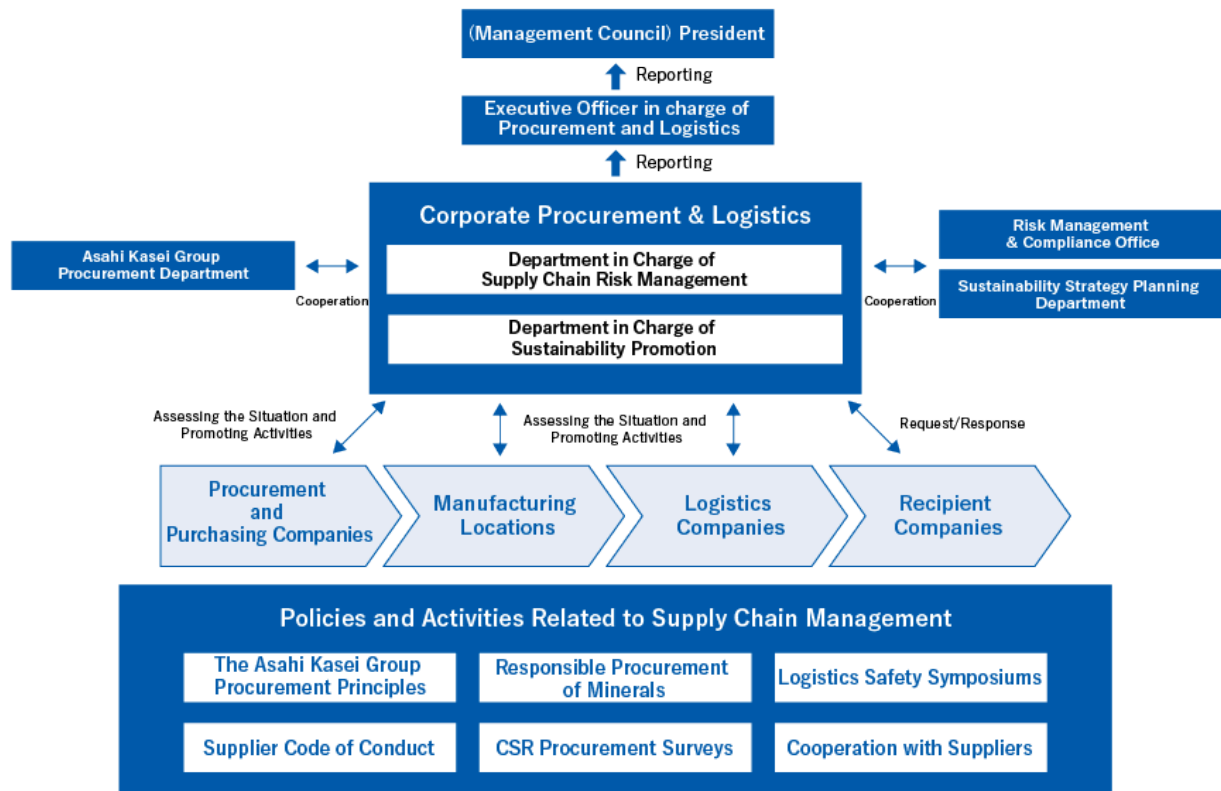 (Management Council) President
Reporting
Executive Officer in charge of
Procurement and Logistics
Reporting
Corporate Procurement & Logistics
Department in Charge of
Supply Chain Risk Management
Department in Charge of
Sustainability Promotion
Asahi Kasei Group
Procurement Department
Cooperation
Cooperation
Risk Management
& Compliance Office
Sustainability Strategy Planning
Department
Assessing the Situation and
Promoting Activities
Assessing the Situation and
Promoting Activities
Request/Response
Procurement
and
Purchasing Companies
Manufacturing
Locations
Logistics
Companies
Recipient
Companies
Policies and Activities Related to Supply Chain Management
The Asahi Kasei Group
Procurement Principles
Responsible Procurement
of Minerals
Logistics Safety Symposiums
Supplier Code of Conduct
CSR Procurement Surveys
Cooperation with Suppliers